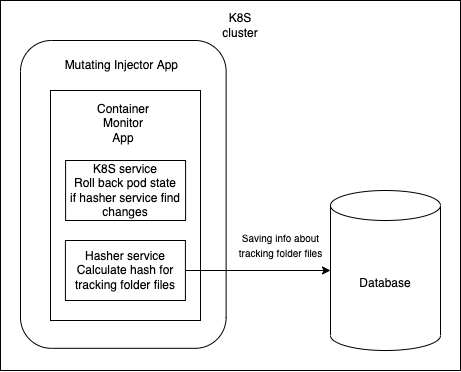 K8S
cluster
Mutating Injector App
Container
Monitor
App
K8S service
Roll back pod state
if hasher service find
changes
Hasher service
Calculate hash for
tracking folder files
Saving info about
tracking folder files
Database